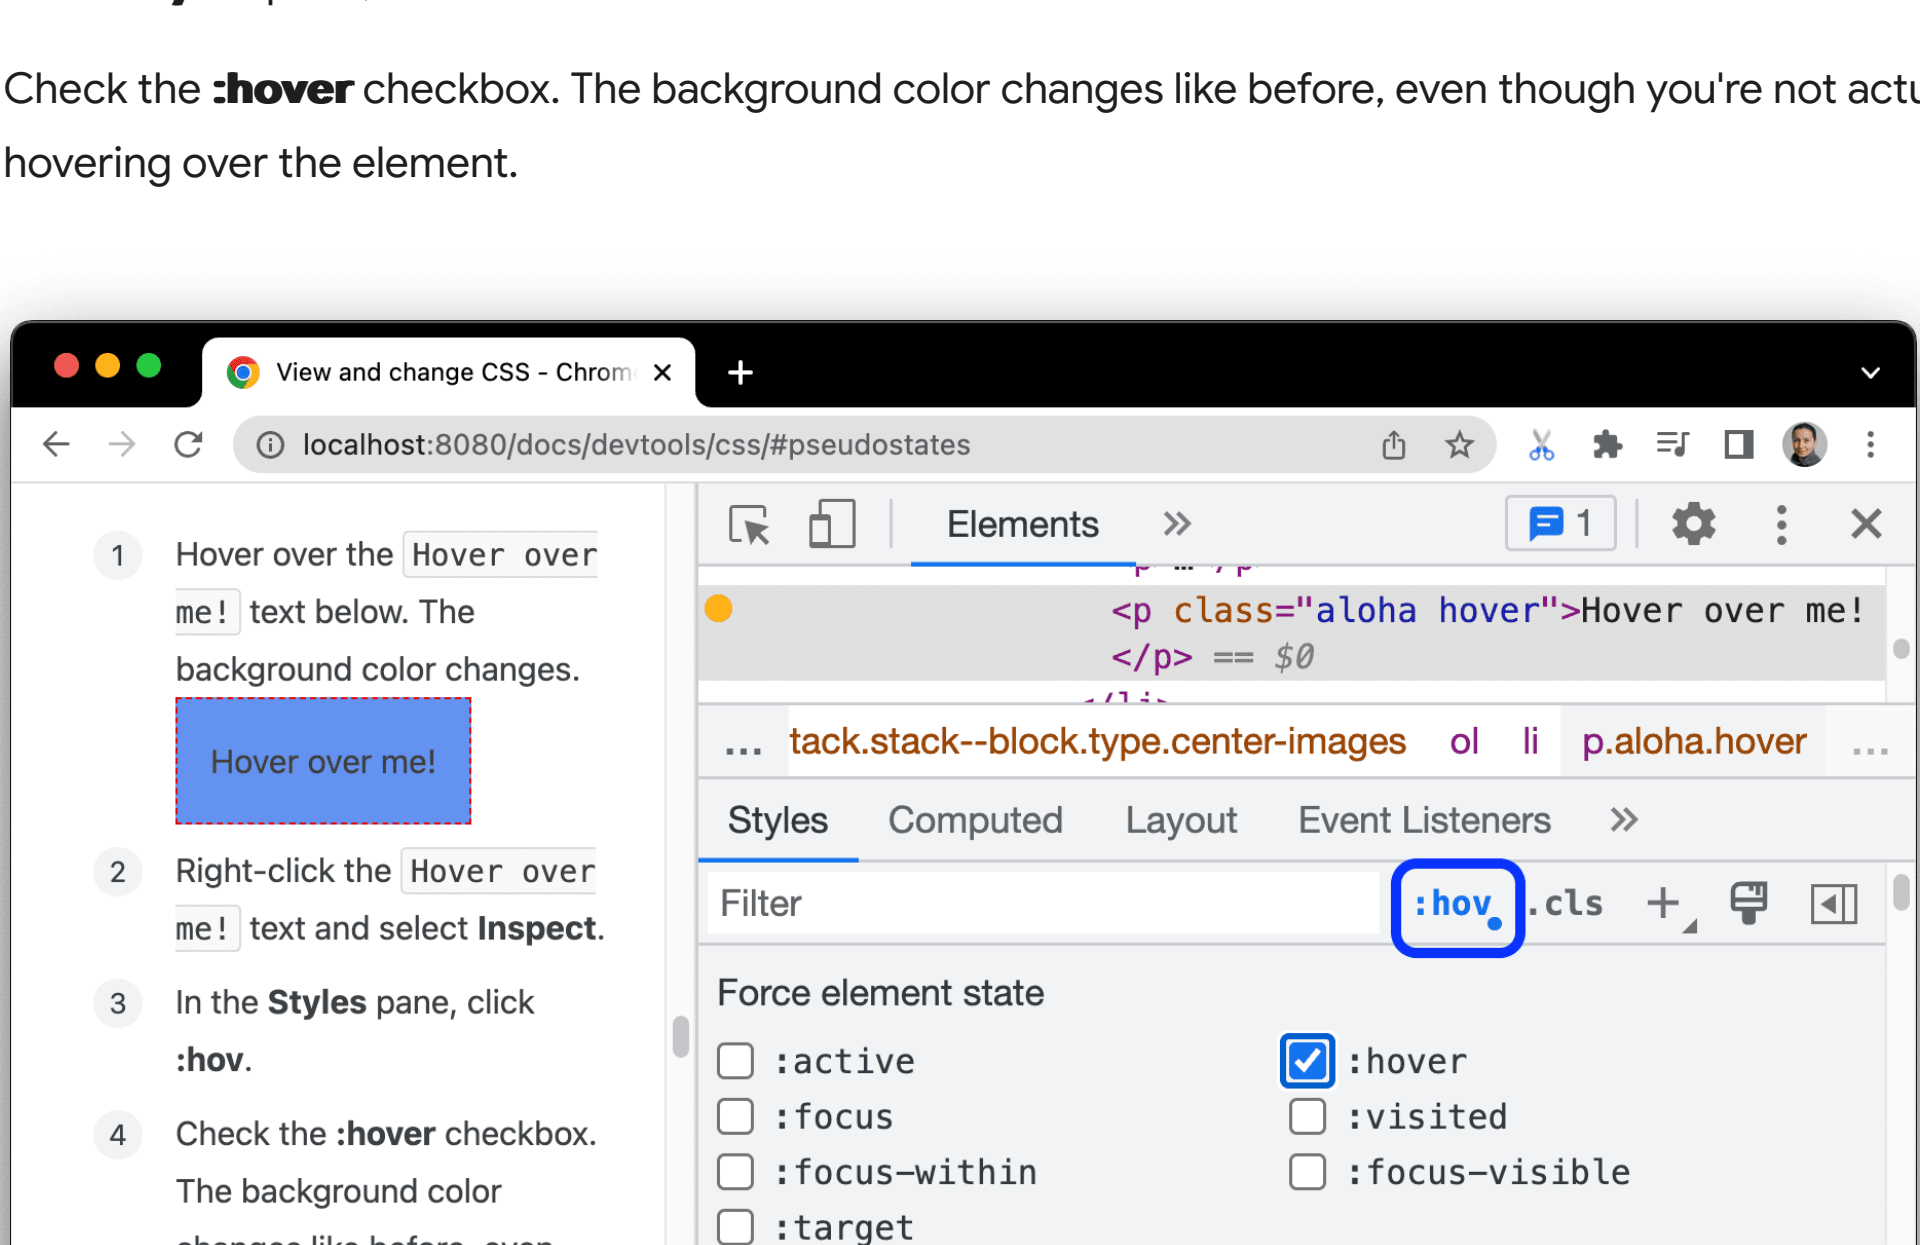 Check the :hover checkbox. The background color changes like before, even though you're not actu
hovering over the element.
View and change CSS - Chrom
localhost:8080/docs/devtools/css/#pseudostates
1 Hover over the Hover over
me! text below. The
background color changes.
Hover over me!
2 Right-click the Hover over
me! text and select Inspect.
3 In the Styles pane, click
:hov.
4 Check the :hover checkbox.
The background color
changes like before, even
Elements
1
<p class="aloha hover">Hover over me!
</p> == $0
</li>
... tack.stack--block.type.center-images ol li p.aloha.hover ...
Styles Computed Layout Event Listeners
Filter :hov .cls
Force element state
:active :hover
:focus :visited
:focus-within :focus-visible
:target